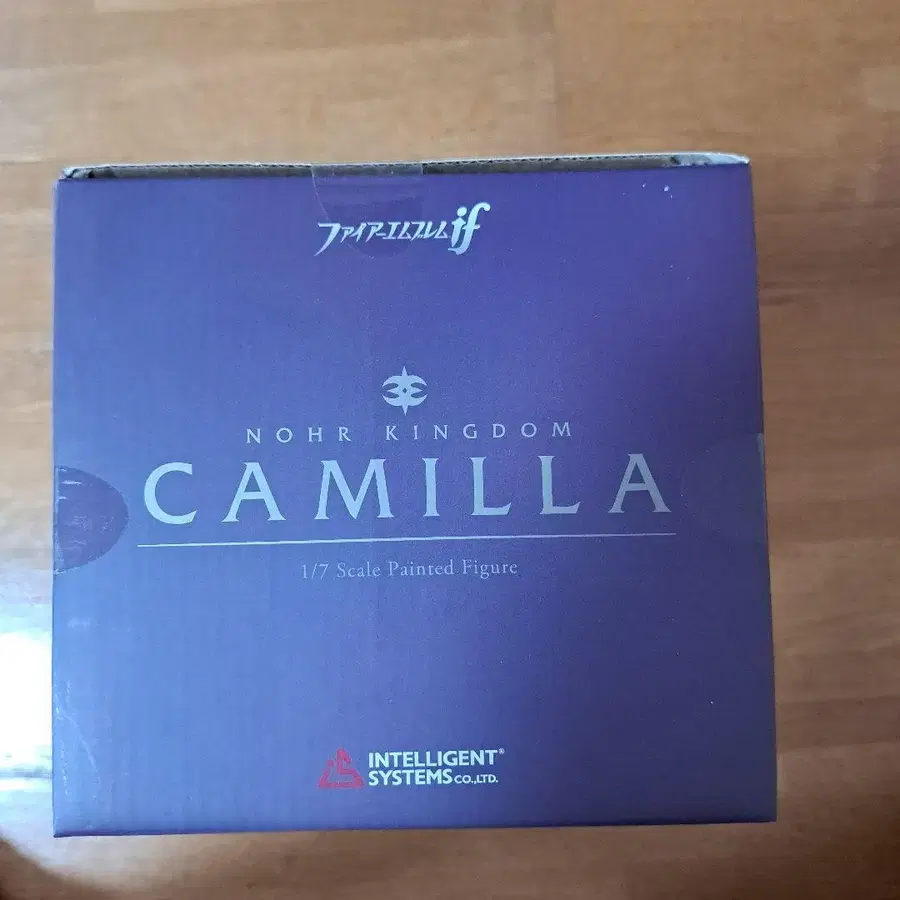 ファイアーエムブレムif
NOHR KINGDOM
CAMILLA
1/7 Scale Painted Figure
INTELLIGENT®
SYSTEMS CO.,LTD.